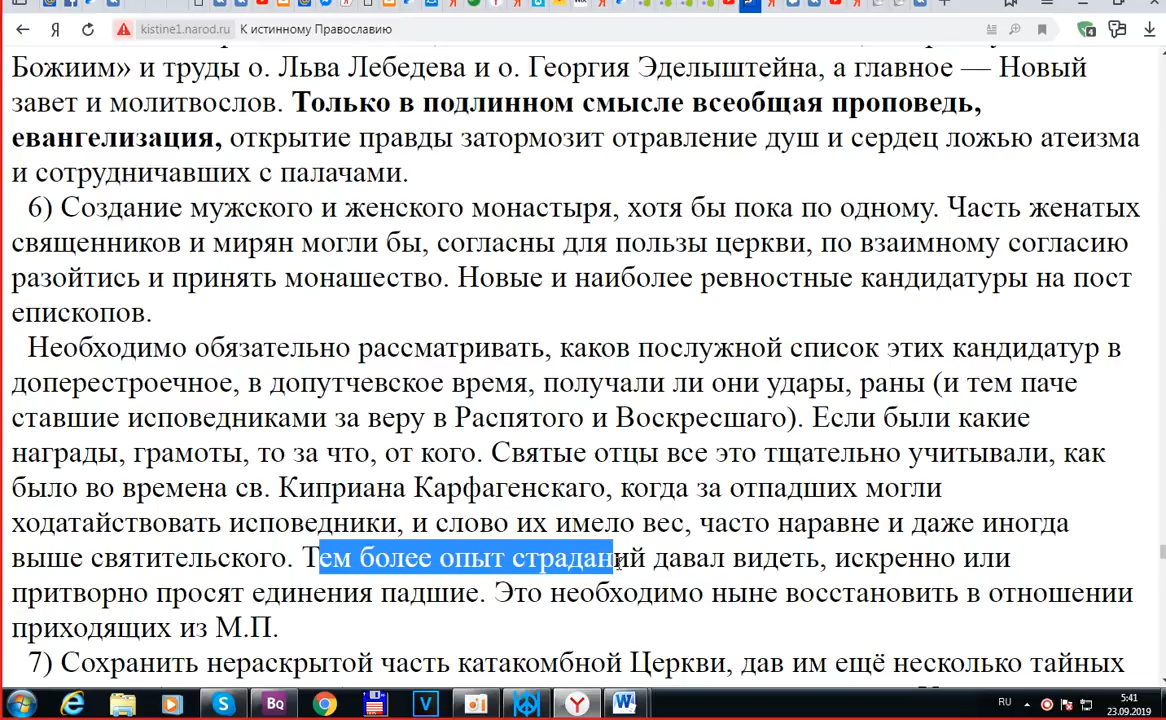 kistine1.narod.ru К истинному Православию
Божиим» и труды о. Льва Лебедева и о. Георгия Эделыштейна, а главное — Новый
завет и молитвослов. Только в подлинном смысле всеобщая проповедь,
евангелизация, открытие правды затормозит отравление душ и сердец ложью атеизма
и сотрудничавших с палачами.
6) Создание мужского и женского монастыря, хотя бы пока по одному. Часть женатых
священников и мирян могли бы, согласны для пользы церкви, по взаимному согласию
разойтись и принять монашество. Новые и наиболее ревностные кандидатуры на пост
епископов.
Необходимо обязательно рассматривать, каков послужной список этих кандидатур в
доперестроечное, в допутчевское время, получали ли они удары, раны (и тем паче
ставшие исповедниками за веру в Распятого и Воскресшаго). Если были какие
награды, грамоты, то за что, от кого. Святые отцы все это тщательно учитывали, как
было во времена св. Киприана Карфагенскаго, когда за отпадших могли
ходатайствовать исповедники, и слово их имело вес, часто наравне и даже иногда
выше святительского. Тем более опыт страданий давал видеть, искренно или
притворно просят единения падшие. Это необходимо ныне восстановить в отношении
приходящих из М.П.
7) Сохранить нераскрытой часть катакомбной Церкви, дав им ещё несколько тайных
RU
5:41
23.09.2019